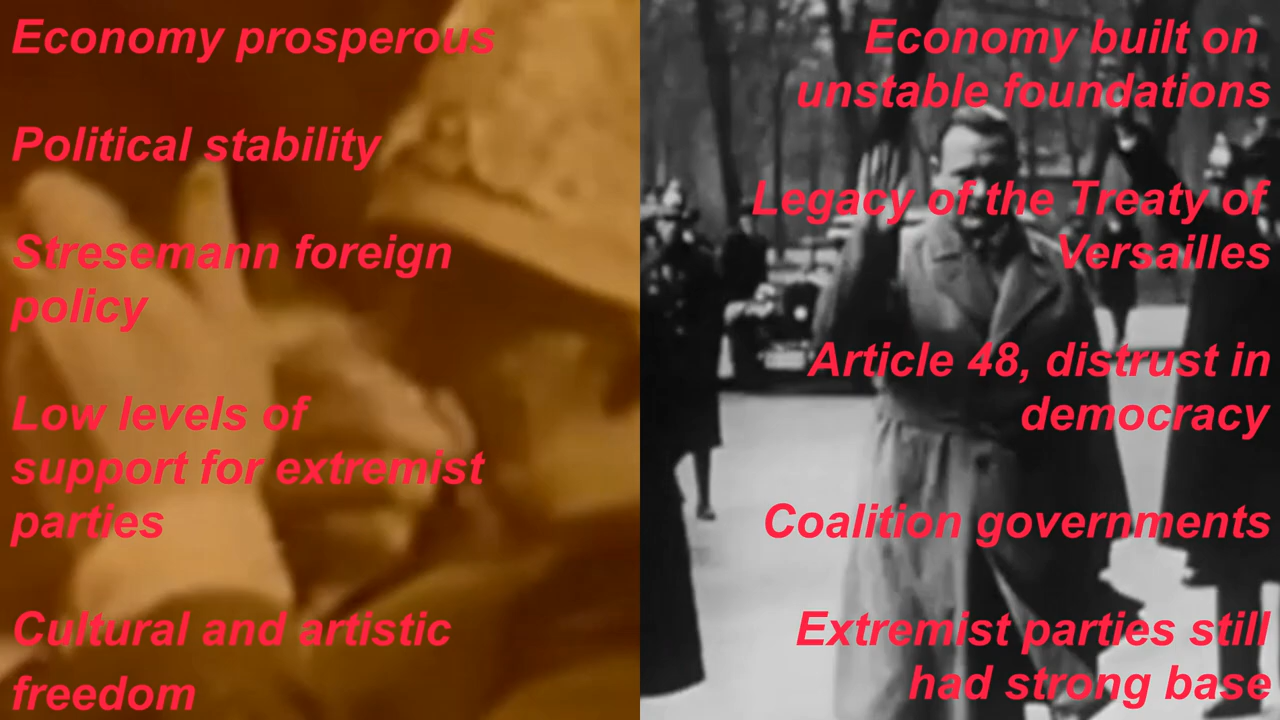 Economy prosperous
Political stability
Stresemann foreign
policy
Low levels of
support for extremist
parties
Cultural and artistic
freedom
Economy built on
unstable foundations
Legacy of the Treaty of
Versailles
Article 48, distrust in
democracy
Coalition governments
Extremist parties still
had strong base